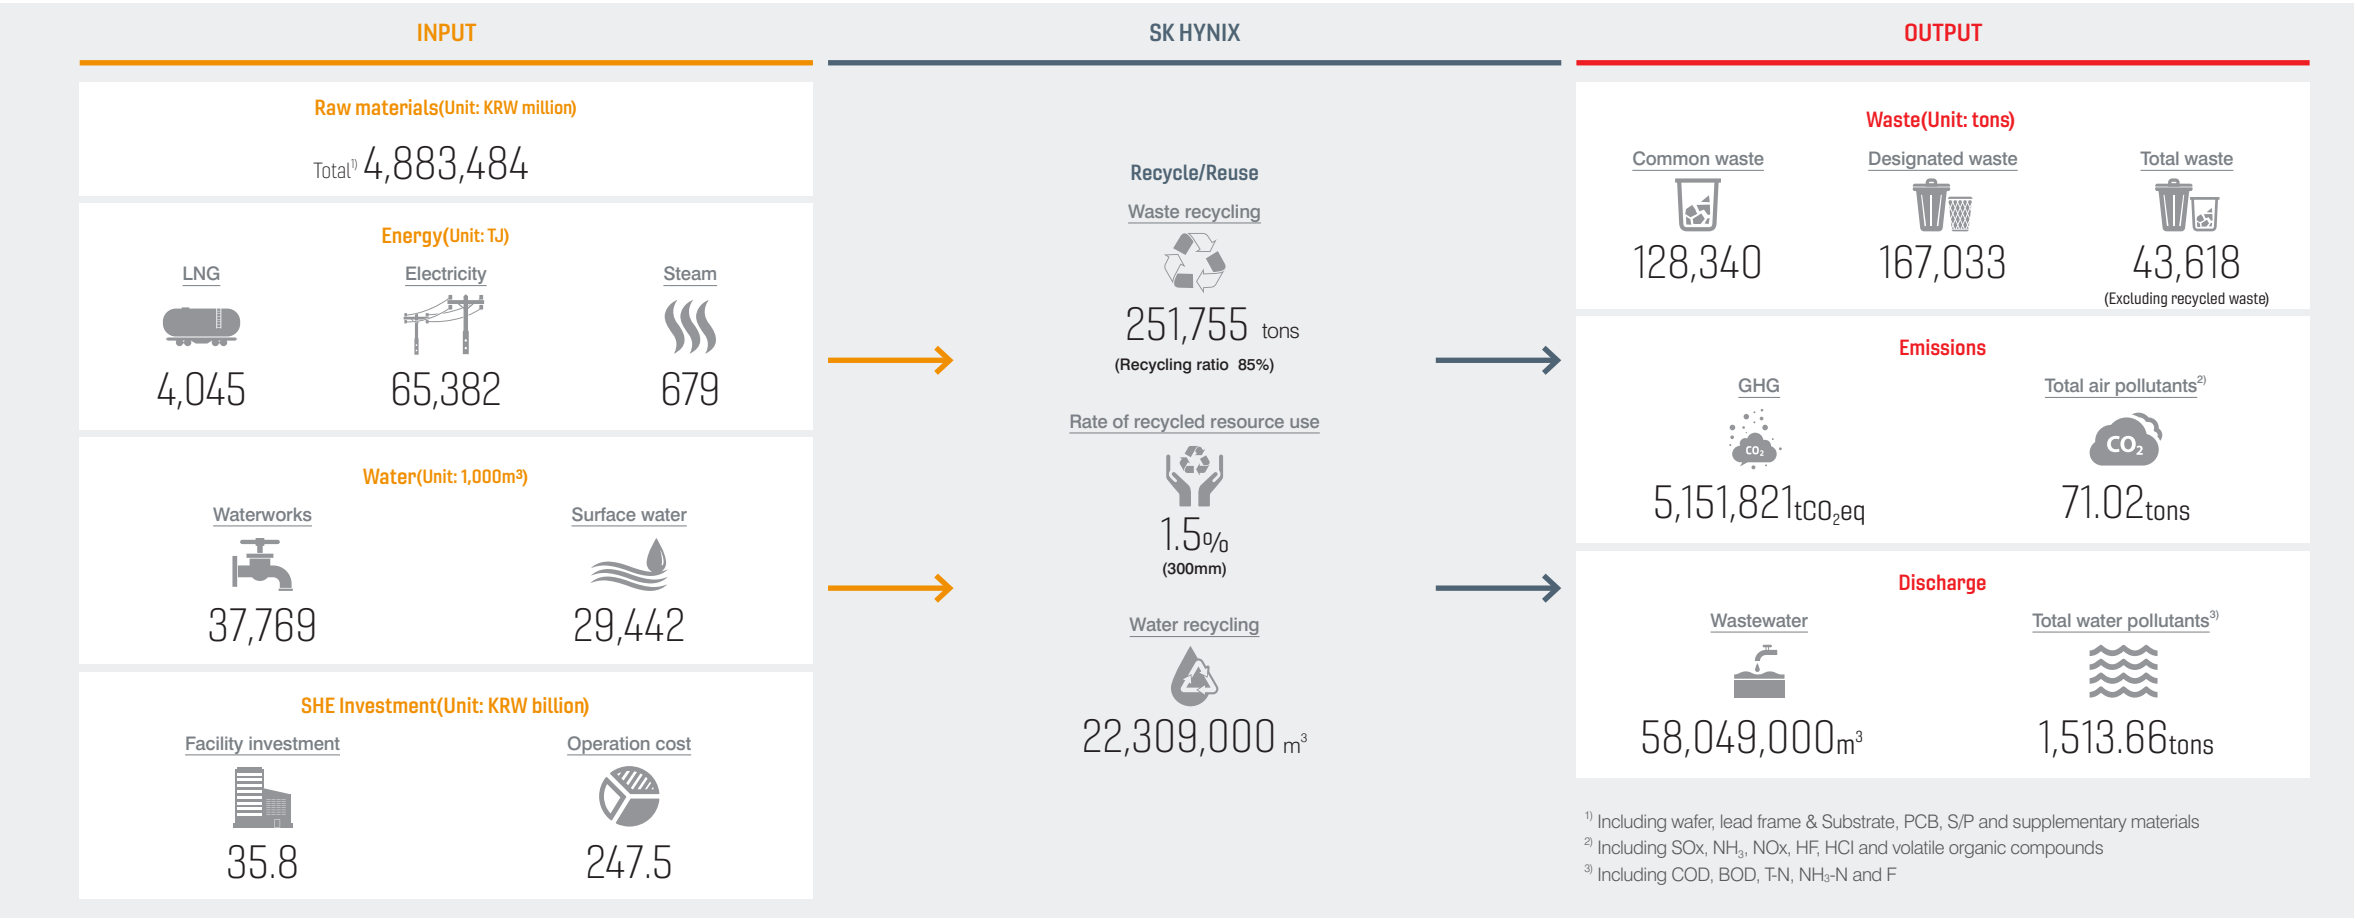 INPUT
Raw materials(Unit: KRW million)
Total1) 4,883,484
Energy(Unit: TJ)
LNG
Electricity
Steam
4,045
65,382
679
Water(Unit: 1,000m³)
Waterworks
Surface water
37,769
29,442
SHE Investment(Unit: KRW billion)
Facility investment
Operation cost
35.8
247.5
SK HYNIX
Recycle/Reuse
Waste recycling
251,755 tons
(Recycling ratio 85%)
Rate of recycled resource use
1.5%
(300mm)
Water recycling
22,309,000 m³
OUTPUT
Waste(Unit: tons)
Common waste
Designated waste
Total waste
128,340
167,033
43,618
(Excluding recycled waste)
Emissions
GHG
Total air pollutants2)
CO₂
CO₂
5,151,821tCO₂eq
71.02tons
Discharge
Wastewater
Total water pollutants3)
58,049,000m³
1,513.66tons
1) Including wafer, lead frame & Substrate, PCB, S/P and supplementary materials
2) Including SOx, NH₃, NOx, HF, HCl and volatile organic compounds
3) Including COD, BOD, T-N, NH₃-N and F